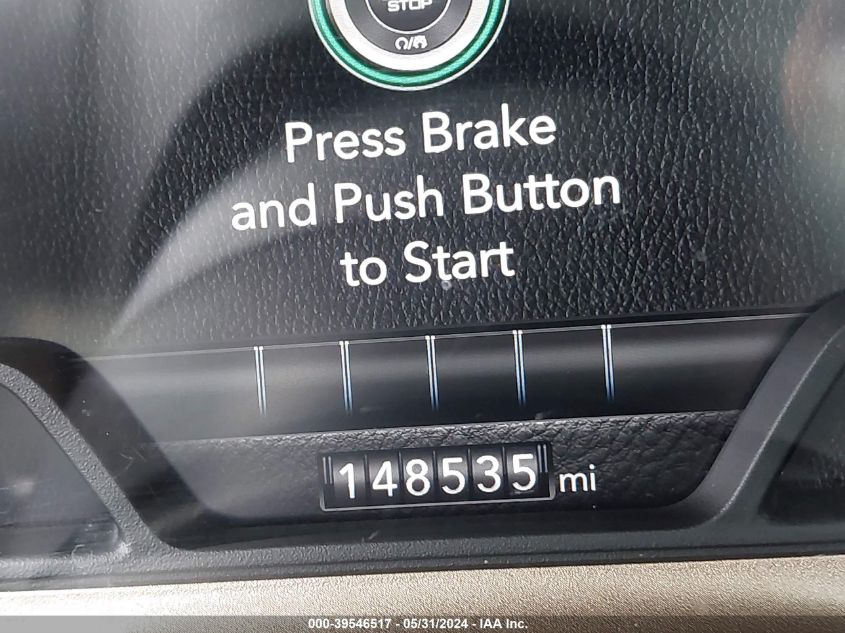 STOP
Press Brake
and Push Button
to Start
148535 mi
000-39546517 - 05/31/2024 - IAA Inc.